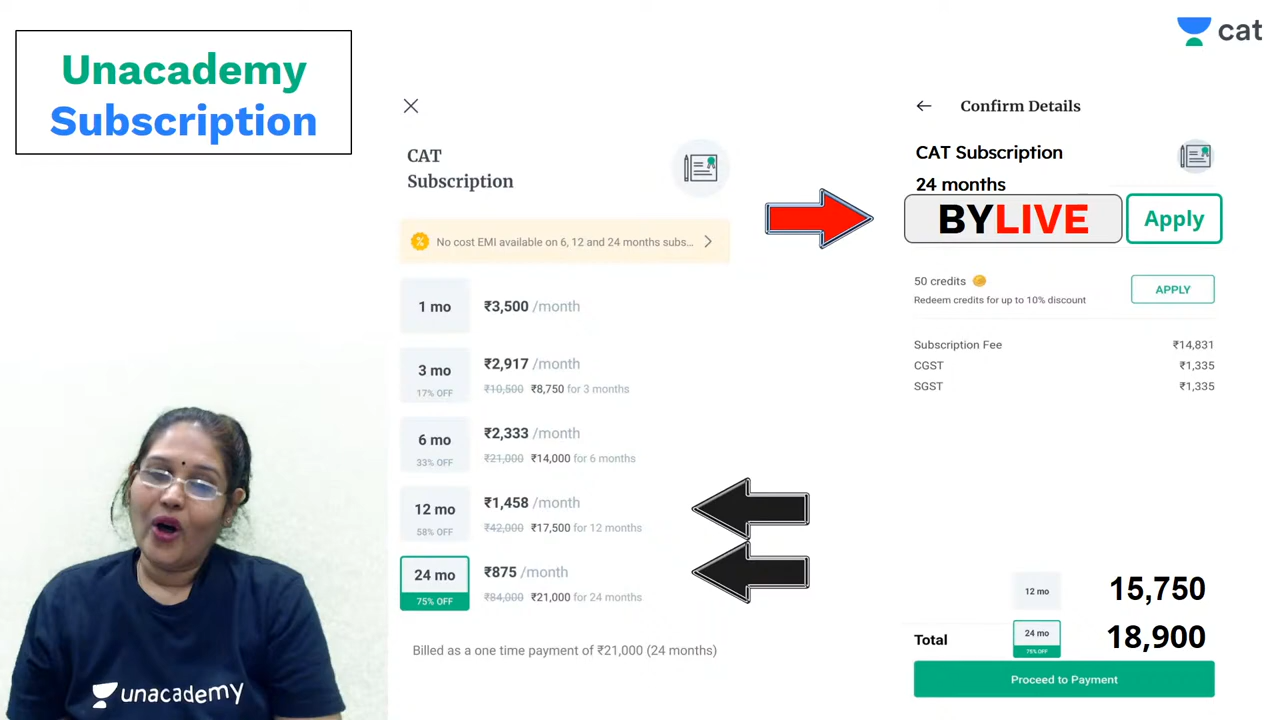 Unacademy
Subscription
cat
CAT
Subscription
No cost EMI available on 6, 12 and 24 months subs...
1 mo
₹3,500 /month
3 mo
17% OFF
₹2,917 /month
₹10,500 ₹8,750 for 3 months
6 mo
33% OFF
₹2,333 /month
₹21,000 ₹14,000 for 6 months
12 mo
58% OFF
₹1,458 /month
₹42,000 ₹17,500 for 12 months
24 mo
75% OFF
₹875 /month
₹84,000 ₹21,000 for 24 months
Billed as a one time payment of ₹21,000 (24 months)
Confirm Details
CAT Subscription
24 months
BYLIVE Apply
50 credits
Redeem credits for up to 10% discount
APPLY
Subscription Fee ₹14,831
CGST ₹1,335
SGST ₹1,335
12 mo 15,750
Total 24 mo 18,900
75% OFF
Proceed to Payment
unacademy